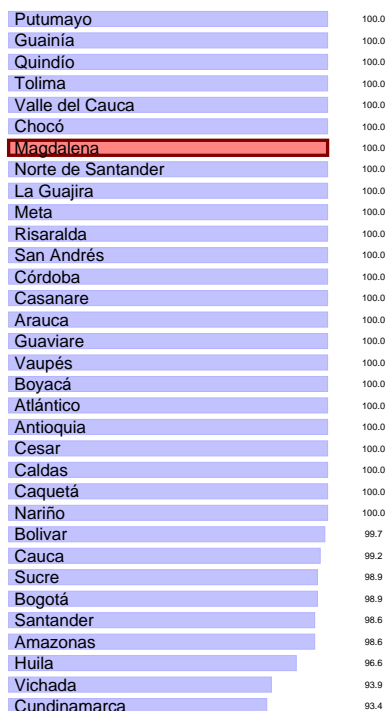 Putumayo 100.0
Guainía 100.0
Quindío 100.0
Tolima 100.0
Valle del Cauca 100.0
Chocó 100.0
Magdalena 100.0
Norte de Santander 100.0
La Guajira 100.0
Meta 100.0
Risaralda 100.0
San Andrés 100.0
Córdoba 100.0
Casanare 100.0
Arauca 100.0
Guaviare 100.0
Vaupés 100.0
Boyacá 100.0
Atlántico 100.0
Antioquia 100.0
Cesar 100.0
Caldas 100.0
Caquetá 100.0
Nariño 100.0
Bolivar 99.7
Cauca 99.2
Sucre 98.9
Bogotá 98.9
Santander 98.6
Amazonas 98.6
Huila 96.6
Vichada 93.9
Cundinamarca 93.4